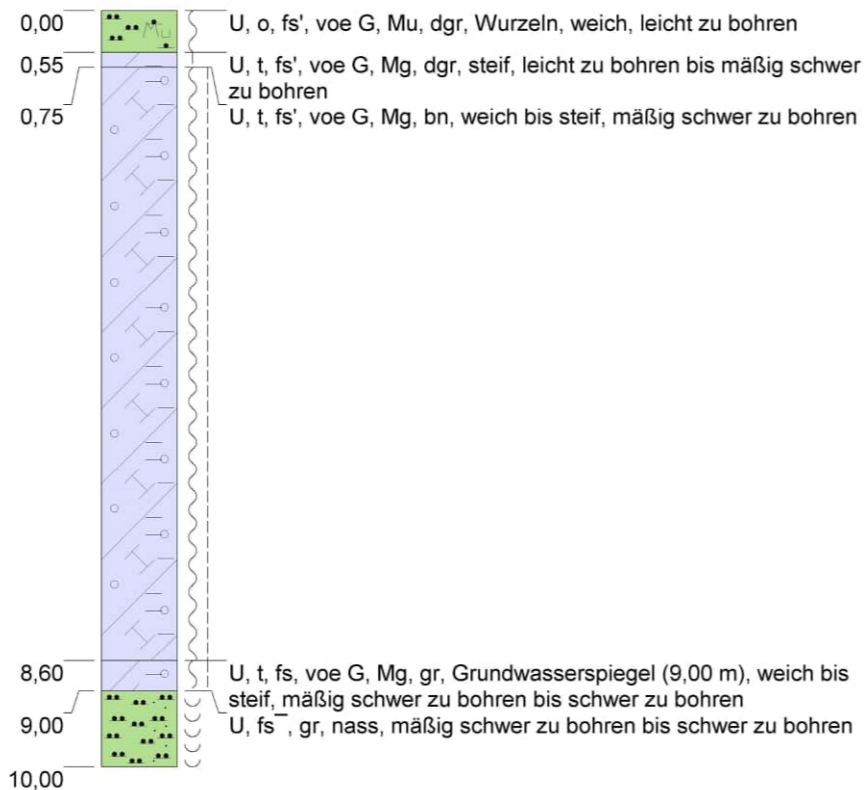 0,00
Mu
U, o, fs', voe G, Mu, dgr, Wurzeln, weich, leicht zu bohren
0,55
U, t, fs', voe G, Mg, dgr, steif, leicht zu bohren bis mäßig schwer
zu bohren
0,75
U, t, fs', voe G, Mg, bn, weich bis steif, mäßig schwer zu bohren
8,60
U, t, fs, voe G, Mg, gr, Grundwasserspiegel (9,00 m), weich bis
steif, mäßig schwer zu bohren bis schwer zu bohren
9,00
U, fs¯, gr, nass, mäßig schwer zu bohren bis schwer zu bohren
10,00